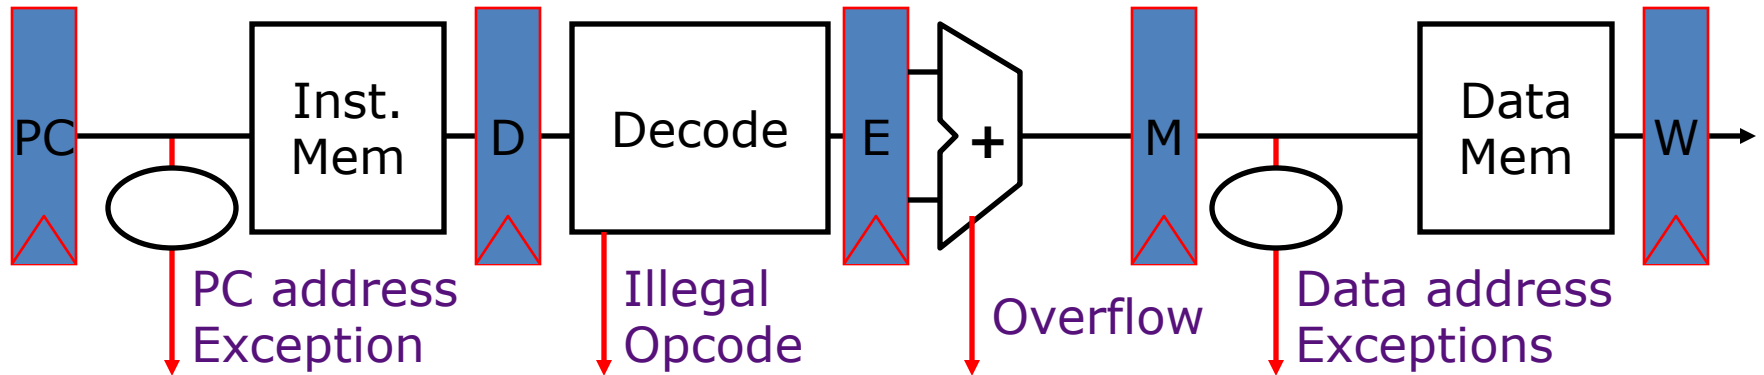 PC
Inst.
Mem
D
Decode
E
+
M
Data
Mem
W
PC address
Exception
Illegal
Opcode
Overflow
Data address
Exceptions